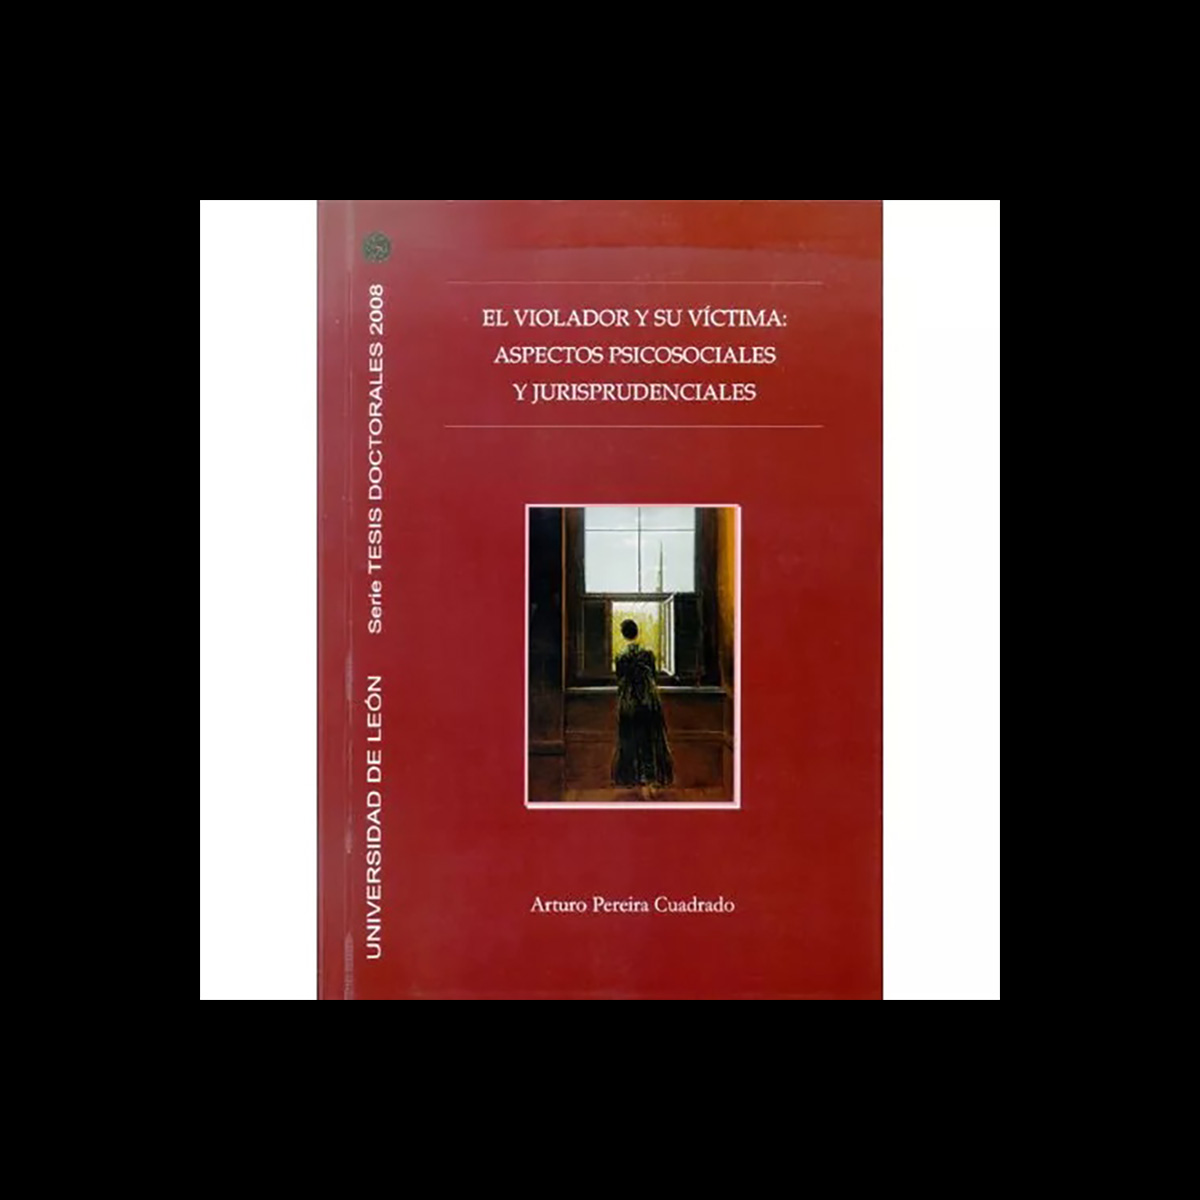 EL VIOLADOR Y SU VÍCTIMA:
ASPECTOS PSICOSOCIALES
Y JURISPRUDENCIALES
Arturo Pereira Cuadrado
UNIVERSIDAD DE LEÓN Serie TESIS DOCTORALES 2008